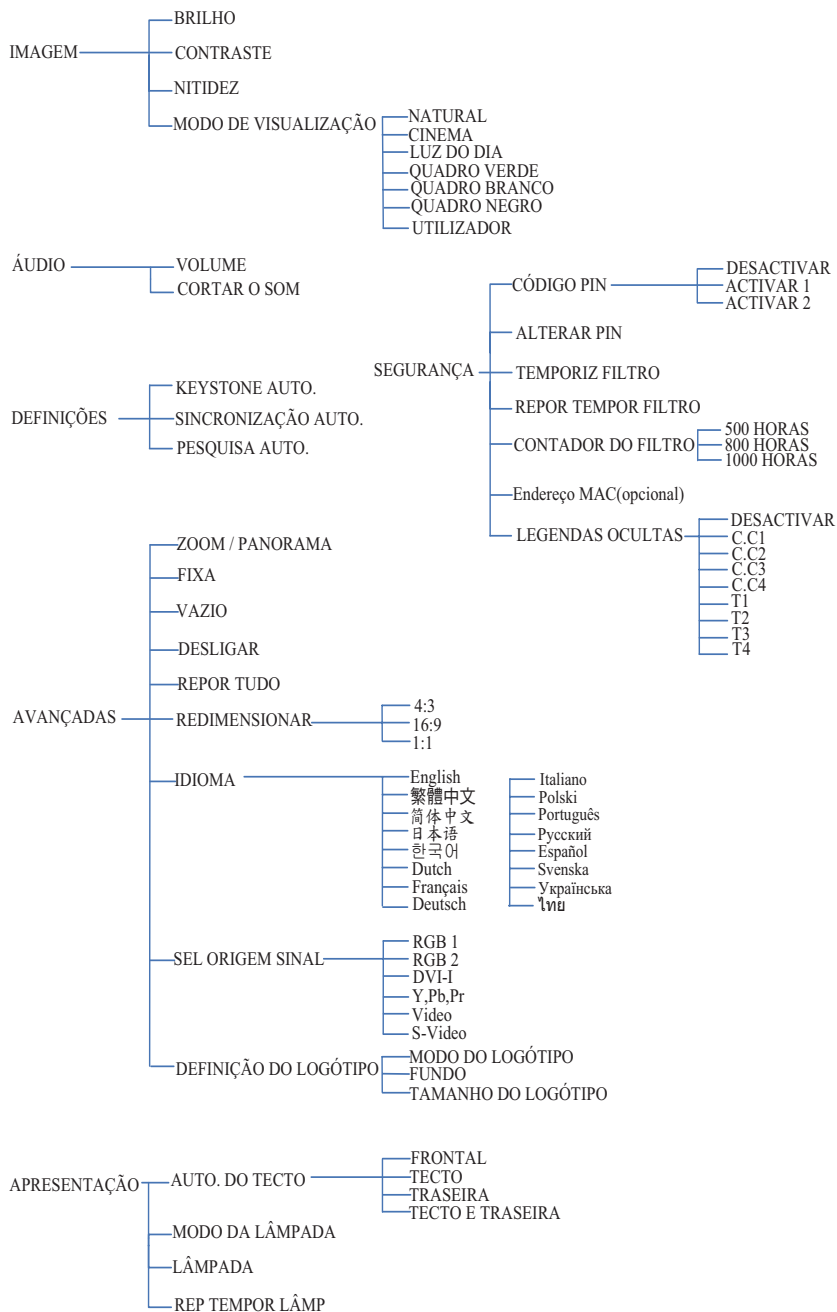 IMAGEM
BRILHO
CONTRASTE
NITIDEZ
MODO DE VISUALIZAÇÃO
NATURAL
CINEMA
LUZ DO DIA
QUADRO VERDE
QUADRO BRANCO
QUADRO NEGRO
UTILIZADOR
ÁUDIO
VOLUME
CORTAR O SOM
DEFINIÇÕES
KEYSTONE AUTO.
SINCRONIZAÇÃO AUTO.
PESQUISA AUTO.
SEGURANÇA
CÓDIGO PIN
DESACTIVAR
ACTIVAR 1
ACTIVAR 2
ALTERAR PIN
TEMPORIZ FILTRO
REPOR TEMPOR FILTRO
CONTADOR DO FILTRO
500 HORAS
800 HORAS
1000 HORAS
Endereço MAC(opcional)
LEGENDAS OCULTAS
DESACTIVAR
C.C1
C.C2
C.C3
C.C4
T1
T2
T3
T4
AVANÇADAS
ZOOM / PANORAMA
FIXA
VAZIO
DESLIGAR
REPOR TUDO
REDIMENSIONAR
4:3
16:9
1:1
IDIOMA
English
繁體中文
简体中文
日本语
한국어
Dutch
Français
Deutsch
Italiano
Polski
Português
Русский
Español
Svenska
Українська
ไทย
SEL ORIGEM SINAL
RGB 1
RGB 2
DVI-I
Y,Pb,Pr
Video
S-Video
DEFINIÇÃO DO LOGÓTIPO
MODO DO LOGÓTIPO
FUNDO
TAMANHO DO LOGÓTIPO
APRESENTAÇÃO
AUTO. DO TECTO
FRONTAL
TECTO
TRASEIRA
TECTO E TRASEIRA
MODO DA LÂMPADA
LÂMPADA
REP TEMPOR LÂMP